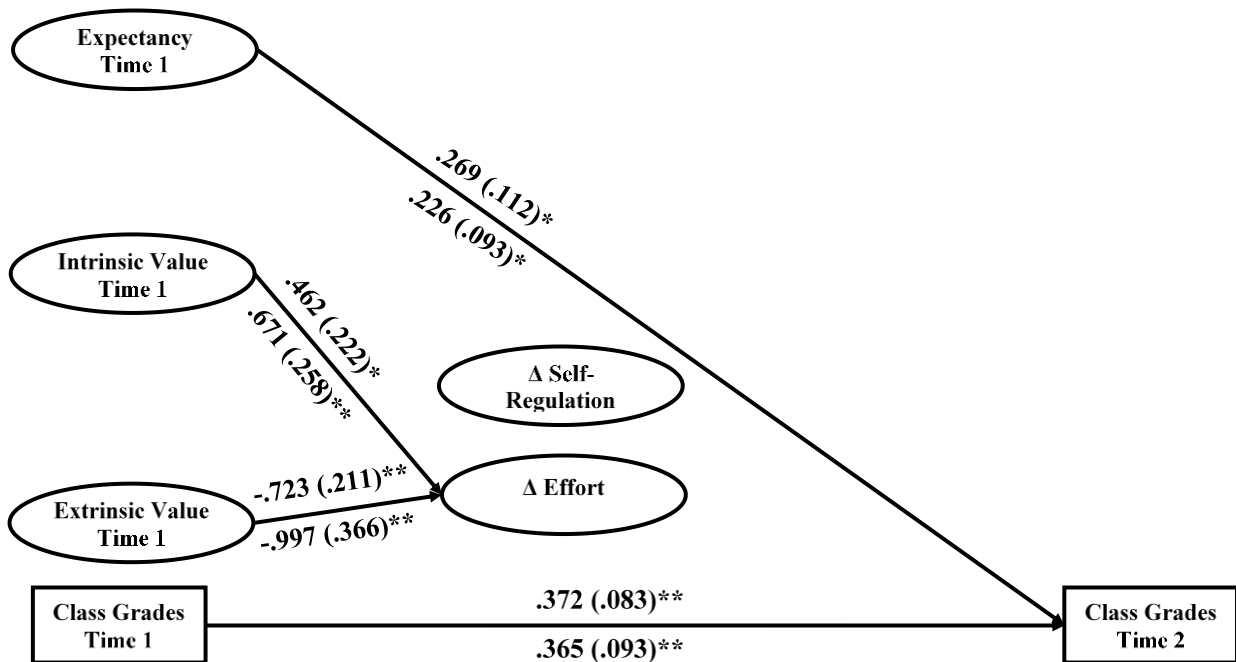 Expectancy
Time 1
.269 (.112)*
.226 (.093)*
Intrinsic Value
Time 1
.462 (.222)*
.671 (.258)**
Δ Self-
Regulation
Extrinsic Value
Time 1
-.723 (.211)**
-.997 (.366)**
Δ Effort
Class Grades
Time 1
.372 (.083)**
.365 (.093)**
Class Grades
Time 2